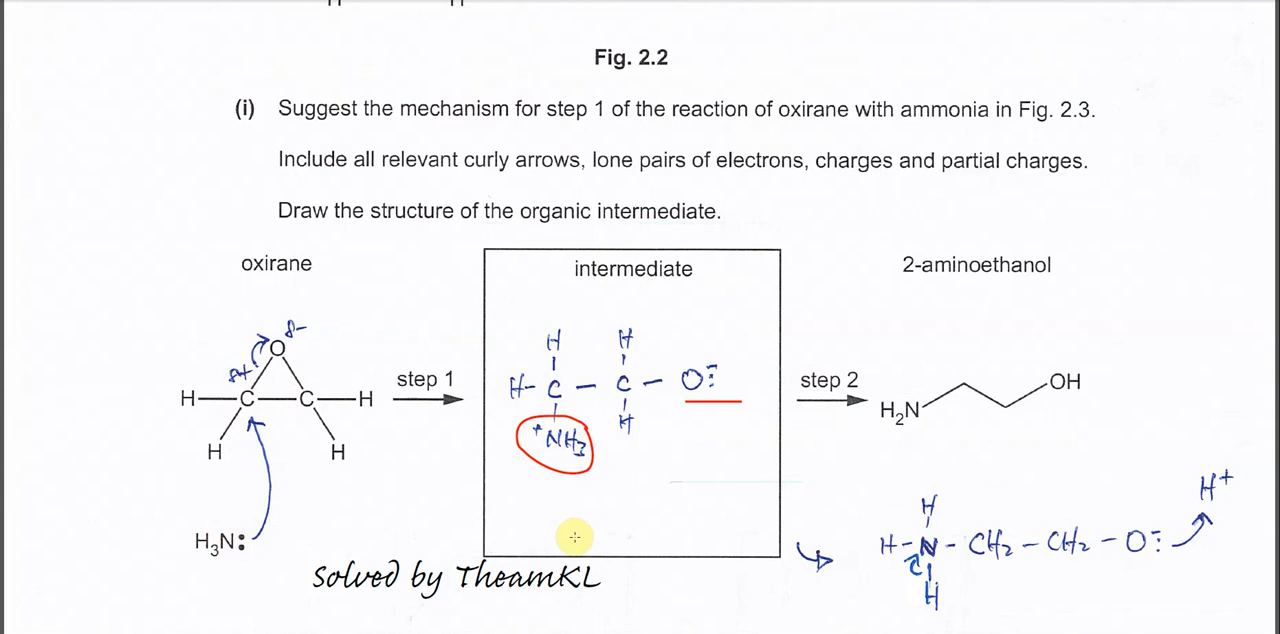 Fig. 2.2
(i) Suggest the mechanism for step 1 of the reaction of oxirane with ammonia in Fig. 2.3.
Include all relevant curly arrows, lone pairs of electrons, charges and partial charges.
Draw the structure of the organic intermediate.
oxirane
intermediate
2-aminoethanol
δ-
O
δ+
H C C H
H H
H₃N:
step 1
H H
H- C - C - O:⁻
⁺NH₃ H
step 2
H₂N OH
H⁺
H
H-N - CH₂ - CH₂ - O:⁻
H
Solved by TheamKL